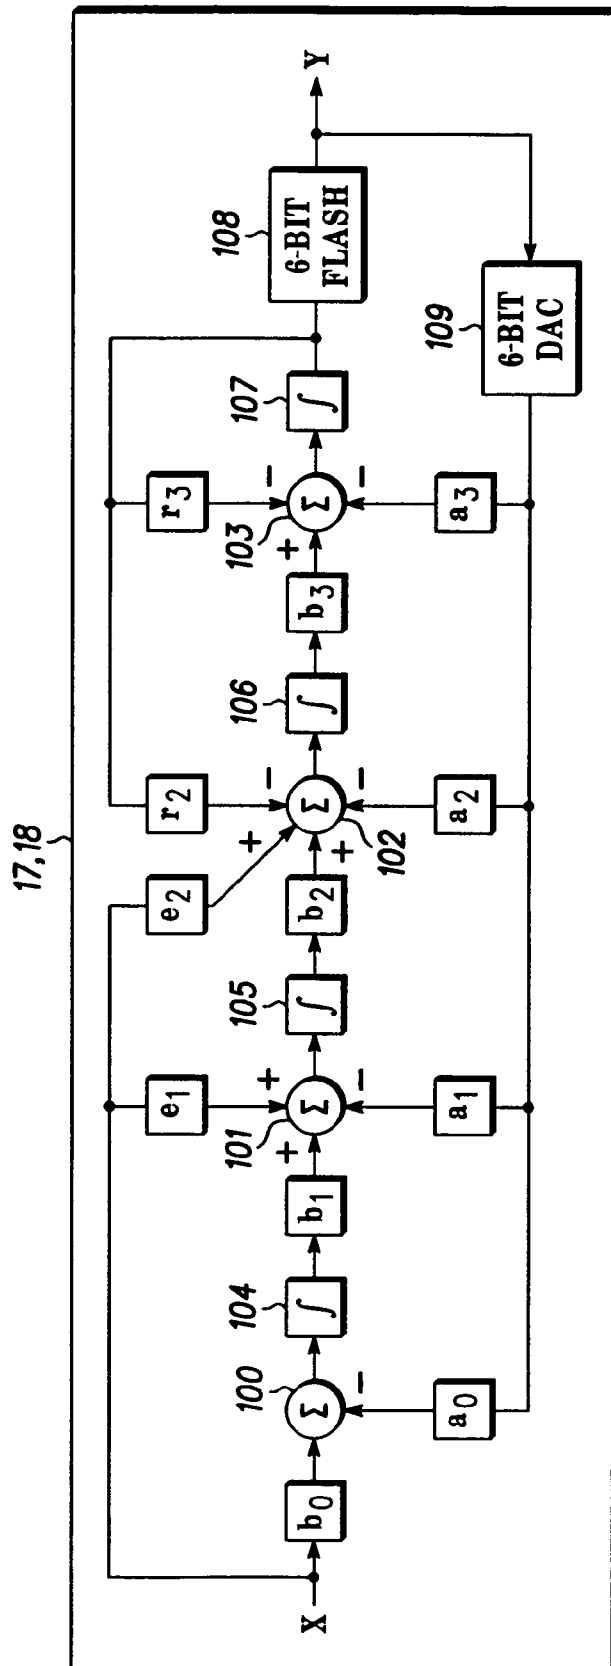 17,18
X
b0
100
Σ
−
a0
104
∫
b1
101
+
e1
+
Σ
−
a1
105
∫
b2
e2
+
+
r2
−
Σ
102
−
a2
106
∫
b3
103
+
r3
−
Σ
−
a3
107
∫
108
6-BIT
FLASH
Y
109
6-BIT
DAC